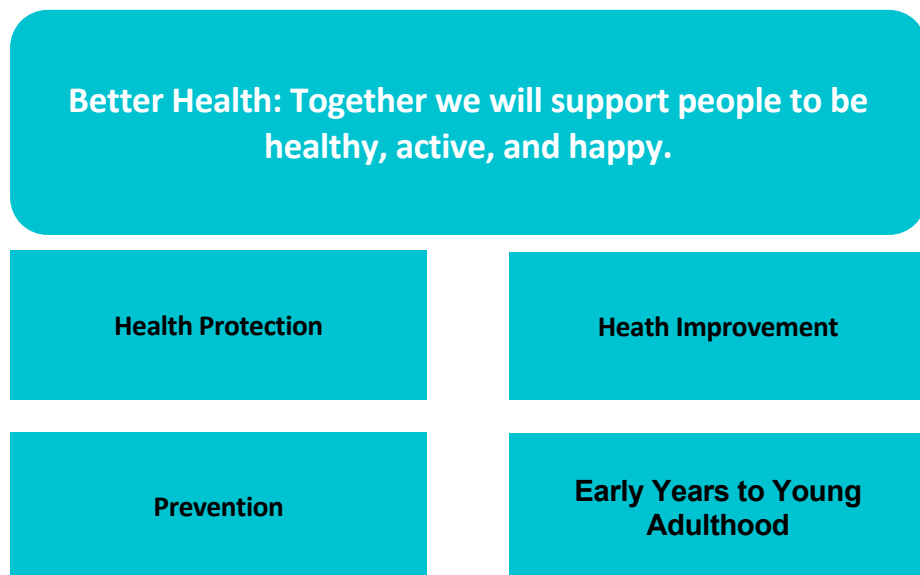 Better Health: Together we will support people to be
healthy, active, and happy.
Health Protection
Heath Improvement
Prevention
Early Years to Young
Adulthood